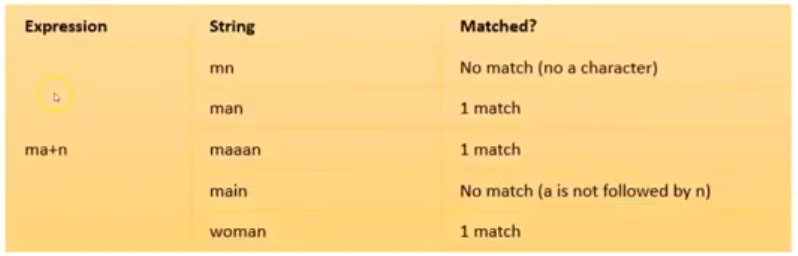 Expression String Matched?
mn No match (no a character)
man 1 match
ma+n maaan 1 match
main No match (a is not followed by n)
woman 1 match